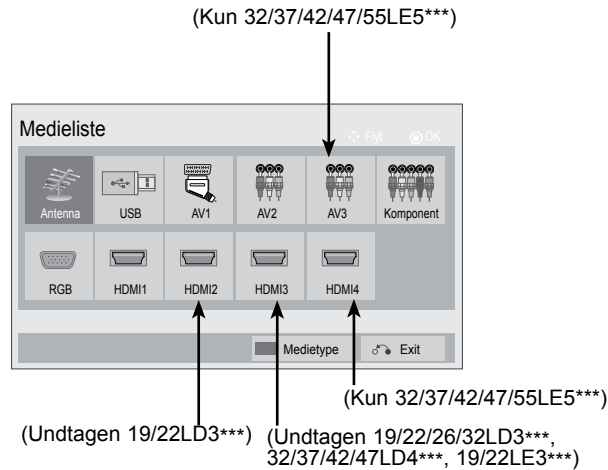 (Kun 32/37/42/47/55LE5***)
Medieliste
Flyt OK
Antenna USB AV1 AV2 AV3 Komponent
RGB HDMI1 HDMI2 HDMI3 HDMI4
Medietype Exit
(Kun 32/37/42/47/55LE5***)
(Undtagen 19/22LD3***)
(Undtagen 19/22/26/32LD3***,
32/37/42/47LD4***, 19/22LE3***)